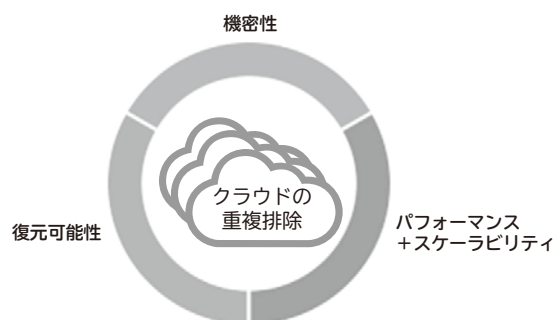 機密性
クラウドの
重複排除
復元可能性
パフォーマンス
＋スケーラビリティ